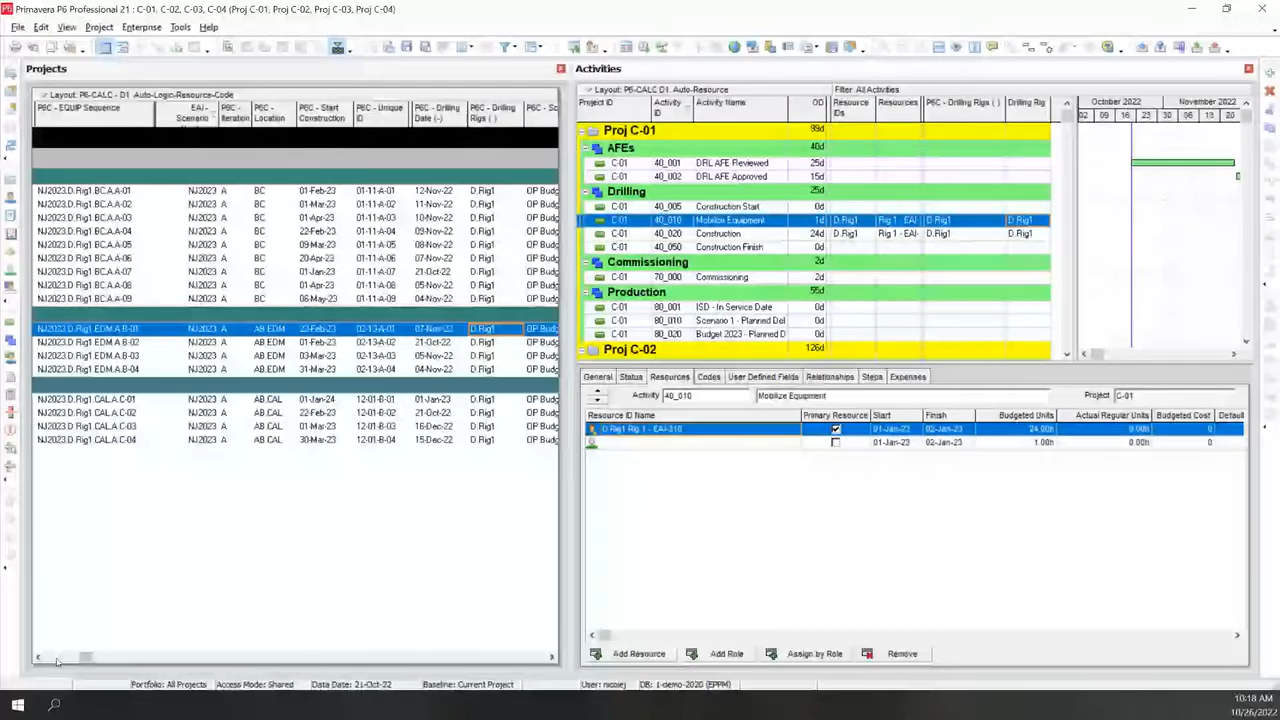 Primavera P6 Professional 21 : C-01, C-02, C-03, C-04 (Proj C-01, Proj C-02, Proj C-03, Proj C-04)
File Edit View Project Enterprise Tools Help
Projects
Layout: P6-CALC - D1 Auto-Logic-Resource-Code
P6C - EQUIP Sequence EAI - Scenario P6C - Iteration P6C - Location P6C - Start Construction P6C - Unique ID P6C - Drilling Date (-) P6C - Drilling Rigs (-) P6C - Sc
NJ2023.D.Rig1.BC.A.A-01 NJ2023 A BC 01-Feb-23 01-11-A-01 12-Nov-22 D.Rig1 OP Budg
NJ2023.D.Rig1.BC.A.A-02 NJ2023 A BC 01-Mar-23 01-11-A-02 11-Nov-22 D.Rig1 OP Budg
NJ2023.D.Rig1.BC.A.A-03 NJ2023 A BC 01-Apr-23 01-11-A-03 10-Nov-22 D.Rig1 OP Budg
NJ2023.D.Rig1.BC.A.A-04 NJ2023 A BC 22-Feb-23 01-11-A-04 09-Nov-22 D.Rig1 OP Budg
NJ2023.D.Rig1.BC.A.A-05 NJ2023 A BC 09-Mar-23 01-11-A-05 08-Nov-22 D.Rig1 OP Budg
NJ2023.D.Rig1.BC.A.A-06 NJ2023 A BC 20-Apr-23 01-11-A-06 07-Nov-22 D.Rig1 OP Budg
NJ2023.D.Rig1.BC.A.A-07 NJ2023 A BC 01-Jan-23 01-11-A-07 21-Oct-22 D.Rig1 OP Budg
NJ2023.D.Rig1.BC.A.A-08 NJ2023 A BC 01-Apr-23 01-11-A-08 05-Nov-22 D.Rig1 OP Budg
NJ2023.D.Rig1.BC.A.A-09 NJ2023 A BC 06-May-23 01-11-A-09 04-Nov-22 D.Rig1 OP Budg
NJ2023.D.Rig1.EDM.A.B-01 NJ2023 A AB.EDM 22-Feb-23 02-13-A-01 07-Nov-22 D.Rig1 OP Budg
NJ2023.D.Rig1.EDM.A.B-02 NJ2023 A AB.EDM 01-Feb-23 02-13-A-02 21-Oct-22 D.Rig1 OP Budg
NJ2023.D.Rig1.EDM.A.B-03 NJ2023 A AB.EDM 03-Mar-23 02-13-A-03 05-Nov-22 D.Rig1 OP Budg
NJ2023.D.Rig1.EDM.A.B-04 NJ2023 A AB.EDM 31-Mar-23 02-13-A-04 04-Nov-22 D.Rig1 OP Budg
NJ2023.D.Rig1.CAL.A.C-01 NJ2023 A AB.CAL 01-Jan-24 12-01-B-01 01-Jan-23 D.Rig1 OP Budg
NJ2023.D.Rig1.CAL.A.C-02 NJ2023 A AB.CAL 22-Feb-23 12-01-B-02 21-Oct-22 D.Rig1 OP Budg
NJ2023.D.Rig1.CAL.A.C-03 NJ2023 A AB.CAL 01-Mar-23 12-01-B-03 16-Dec-22 D.Rig1 OP Budg
NJ2023.D.Rig1.CAL.A.C-04 NJ2023 A AB.CAL 30-Mar-23 12-01-B-04 15-Dec-22 D.Rig1 OP Budg
Activities
Layout: P6-CALC D1 Auto-Resource Filter All Activities
Project ID Activity ID Activity Name OD Resource IDs Resources P6C - Drilling Rigs () Drilling Rig
October 2022 November 2022
02 09 16 23 30 06 13 20
Proj C-01 99d
AFEs 40d
C-01 40_001 DRL AFE Reviewed 25d
C-01 40_002 DRL AFE Approved 15d
Drilling 25d
C-01 40_005 Construction Start 0d
C-01 40_010 Mobilize Equipment 1d D.Rig1 Rig 1 - EAI- D.Rig1 D.Rig1
C-01 40_020 Construction 24d D.Rig1 Rig 1 - EAI- D.Rig1 D.Rig1
C-01 40_050 Construction Finish 0d
Commissioning 2d
C-01 70_000 Commissioning 2d
Production 55d
C-01 80_001 ISD - In Service Date 0d
C-01 80_010 Scenario 1 - Planned Del 0d
C-01 80_020 Budget 2023 - Planned D 0d
Proj C-02 126d
General Status Resources Codes User Defined Fields Relationships Steps Expenses
Activity 40_010 Mobilize Equipment Project C-01
Resource ID Name Primary Resource Start Finish Budgeted Units Actual Regular Units Budgeted Cost Default
D.Rig1 Rig 1 - EAI-310 01-Jan-23 02-Jan-23 24.00h 0.00h 0
01-Jan-23 02-Jan-23 1.00h 0.00h 0
Add Resource Add Role Assign by Role Remove
Portfolio: All Projects Access Mode: Shared Data Date: 21-Oct-22 Baseline: Current Project User: nicolej DB: 1-demo-2020 (EPPM)
10:18 AM
10/26/2022